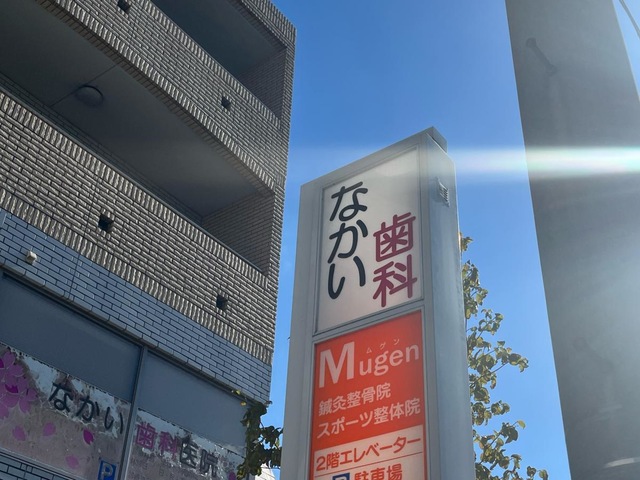 なかい
歯科
ムゲン
Mugen
鍼灸整骨院
スポーツ整体院
2階エレベーター
P 駐車場
なかい歯科医院
P